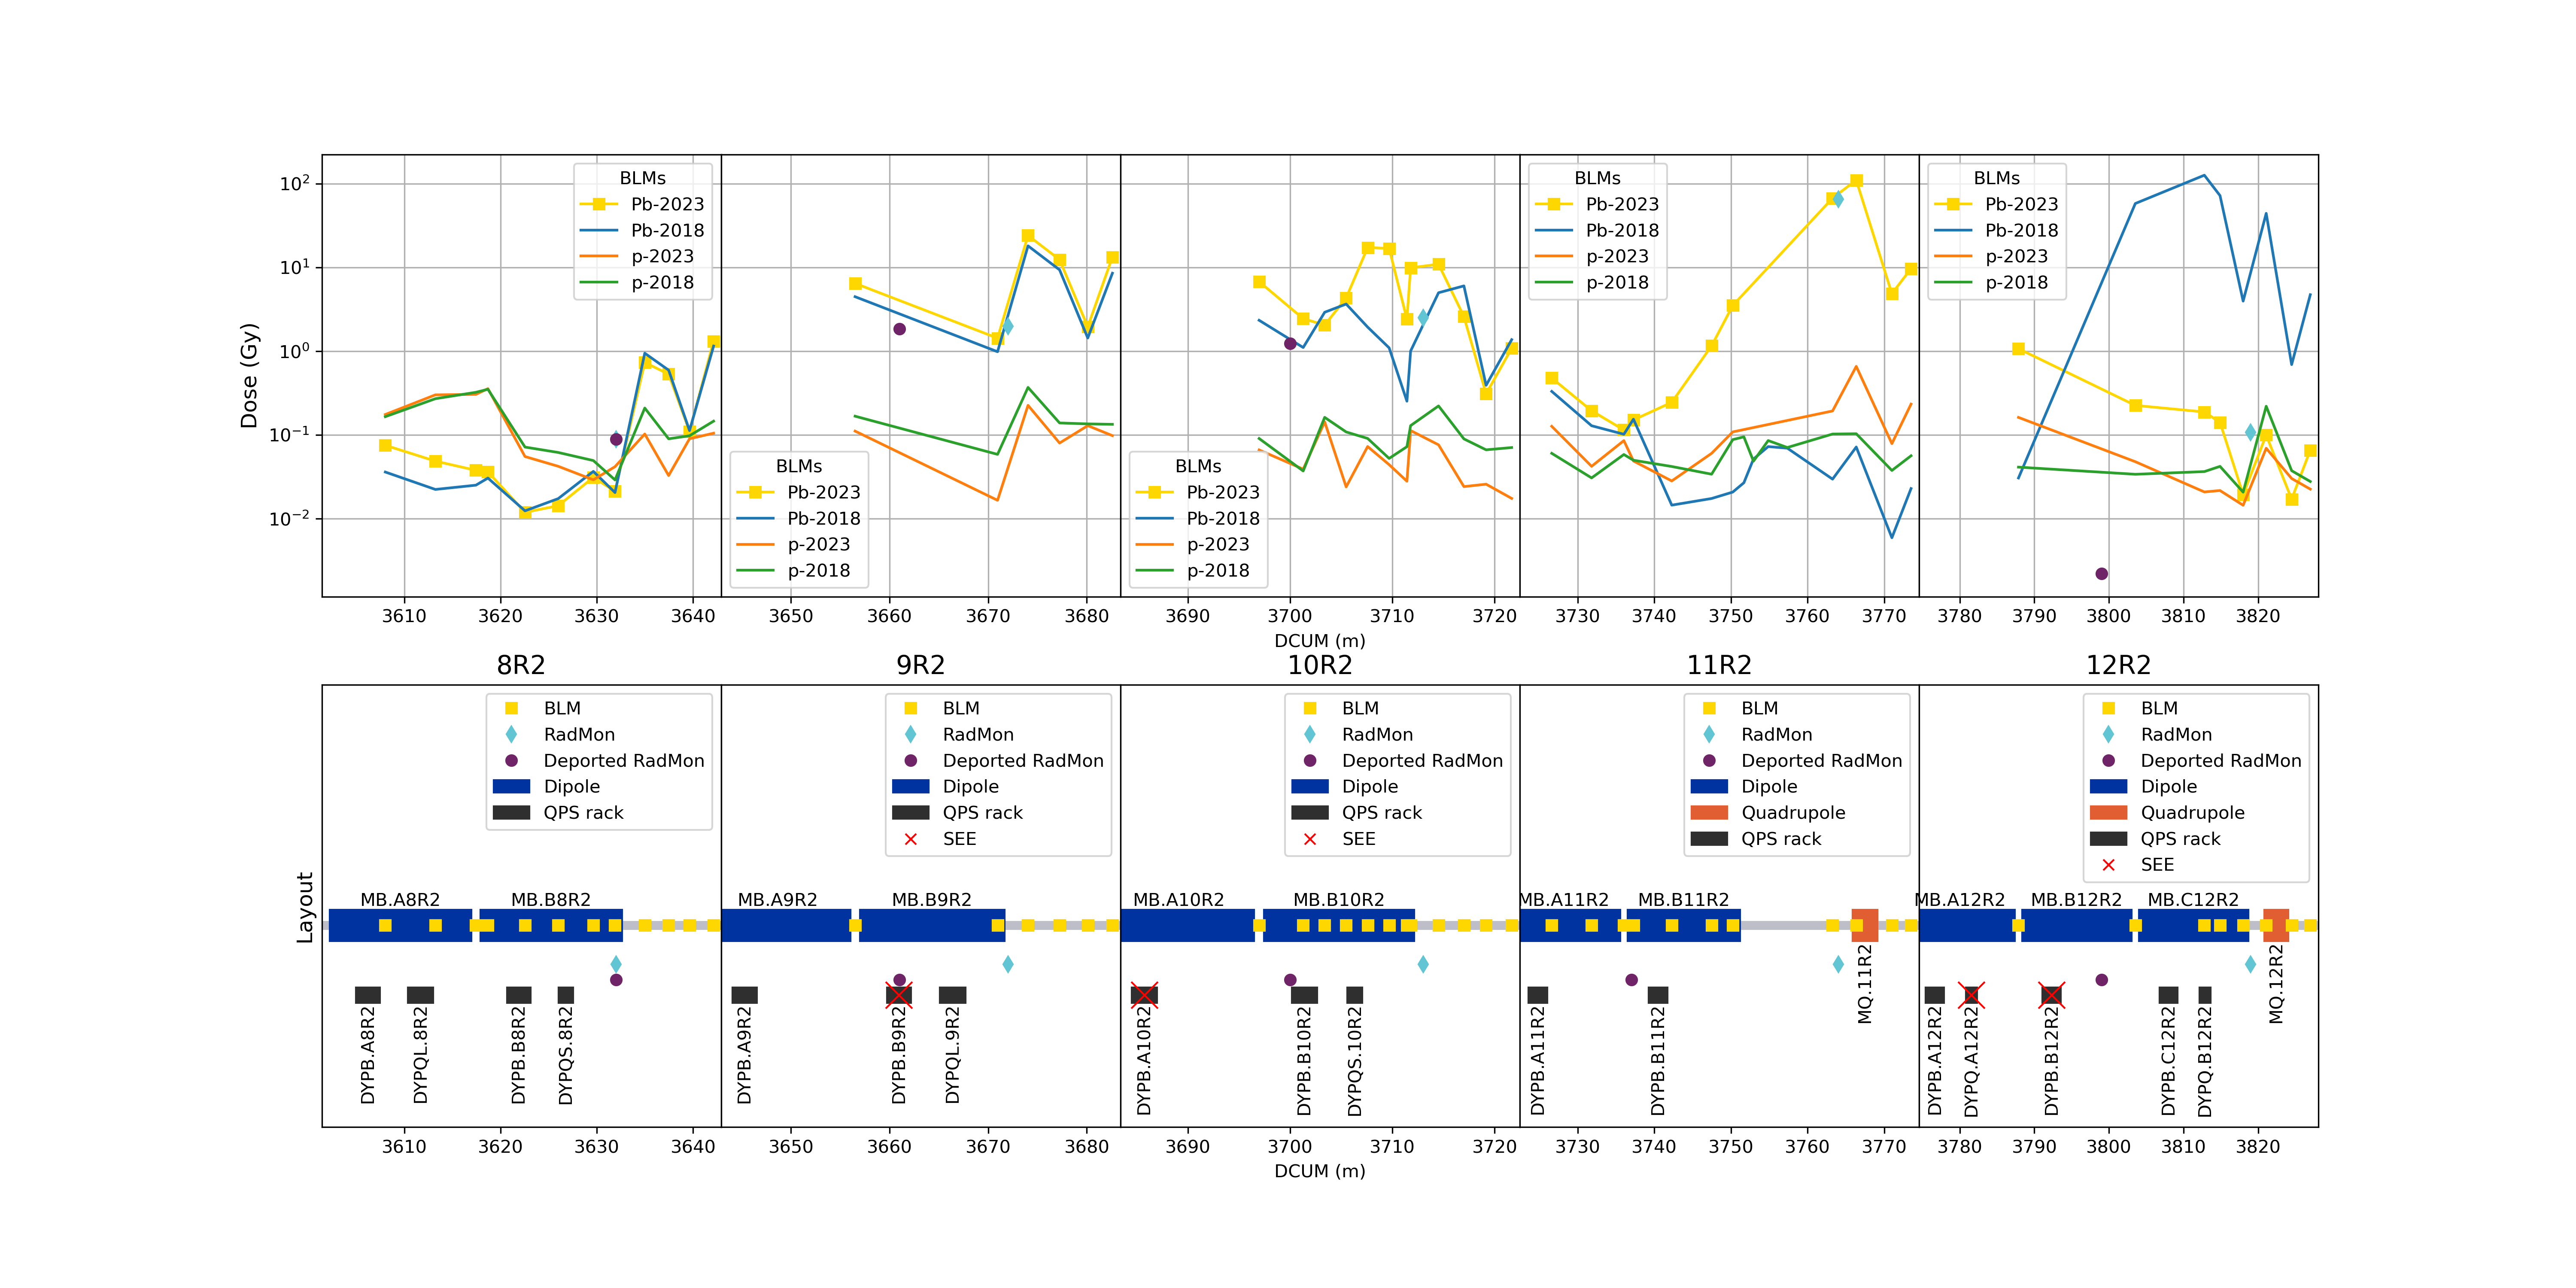 BLMs
Pb-2023
Pb-2018
p-2023
p-2018
BLMs
Pb-2023
Pb-2018
p-2023
p-2018
BLMs
Pb-2023
Pb-2018
p-2023
p-2018
BLMs
Pb-2023
Pb-2018
p-2023
p-2018
BLMs
Pb-2023
Pb-2018
p-2023
p-2018
Dose (Gy)
10²
10¹
10⁰
10⁻¹
10⁻²
3610 3620 3630 3640 3650 3660 3670 3680 3690 3700 3710 3720 3730 3740 3750 3760 3770 3780 3790 3800 3810 3820
DCUM (m)
8R2 9R2 10R2 11R2 12R2
BLM
RadMon
Deported RadMon
Dipole
QPS rack
BLM
RadMon
Deported RadMon
Dipole
QPS rack
SEE
BLM
RadMon
Deported RadMon
Dipole
QPS rack
SEE
BLM
RadMon
Deported RadMon
Dipole
Quadrupole
QPS rack
BLM
RadMon
Deported RadMon
Dipole
Quadrupole
QPS rack
SEE
Layout
MB.A8R2 MB.B8R2 MB.A9R2 MB.B9R2 MB.A10R2 MB.B10R2 MB.A11R2 MB.B11R2 MB.A12R2 MB.B12R2 MB.C12R2
MQ.11R2
MQ.12R2
DYPB.A8R2
DYPQL.8R2
DYPB.B8R2
DYPQS.8R2
DYPB.A9R2
DYPB.B9R2
DYPQL.9R2
DYPB.A10R2
DYPB.B10R2
DYPQS.10R2
DYPB.A11R2
DYPB.B11R2
DYPB.A12R2
DYPQ.A12R2
DYPB.B12R2
DYPB.C12R2
DYPQ.B12R2
3610 3620 3630 3640 3650 3660 3670 3680 3690 3700 3710 3720 3730 3740 3750 3760 3770 3780 3790 3800 3810 3820
DCUM (m)